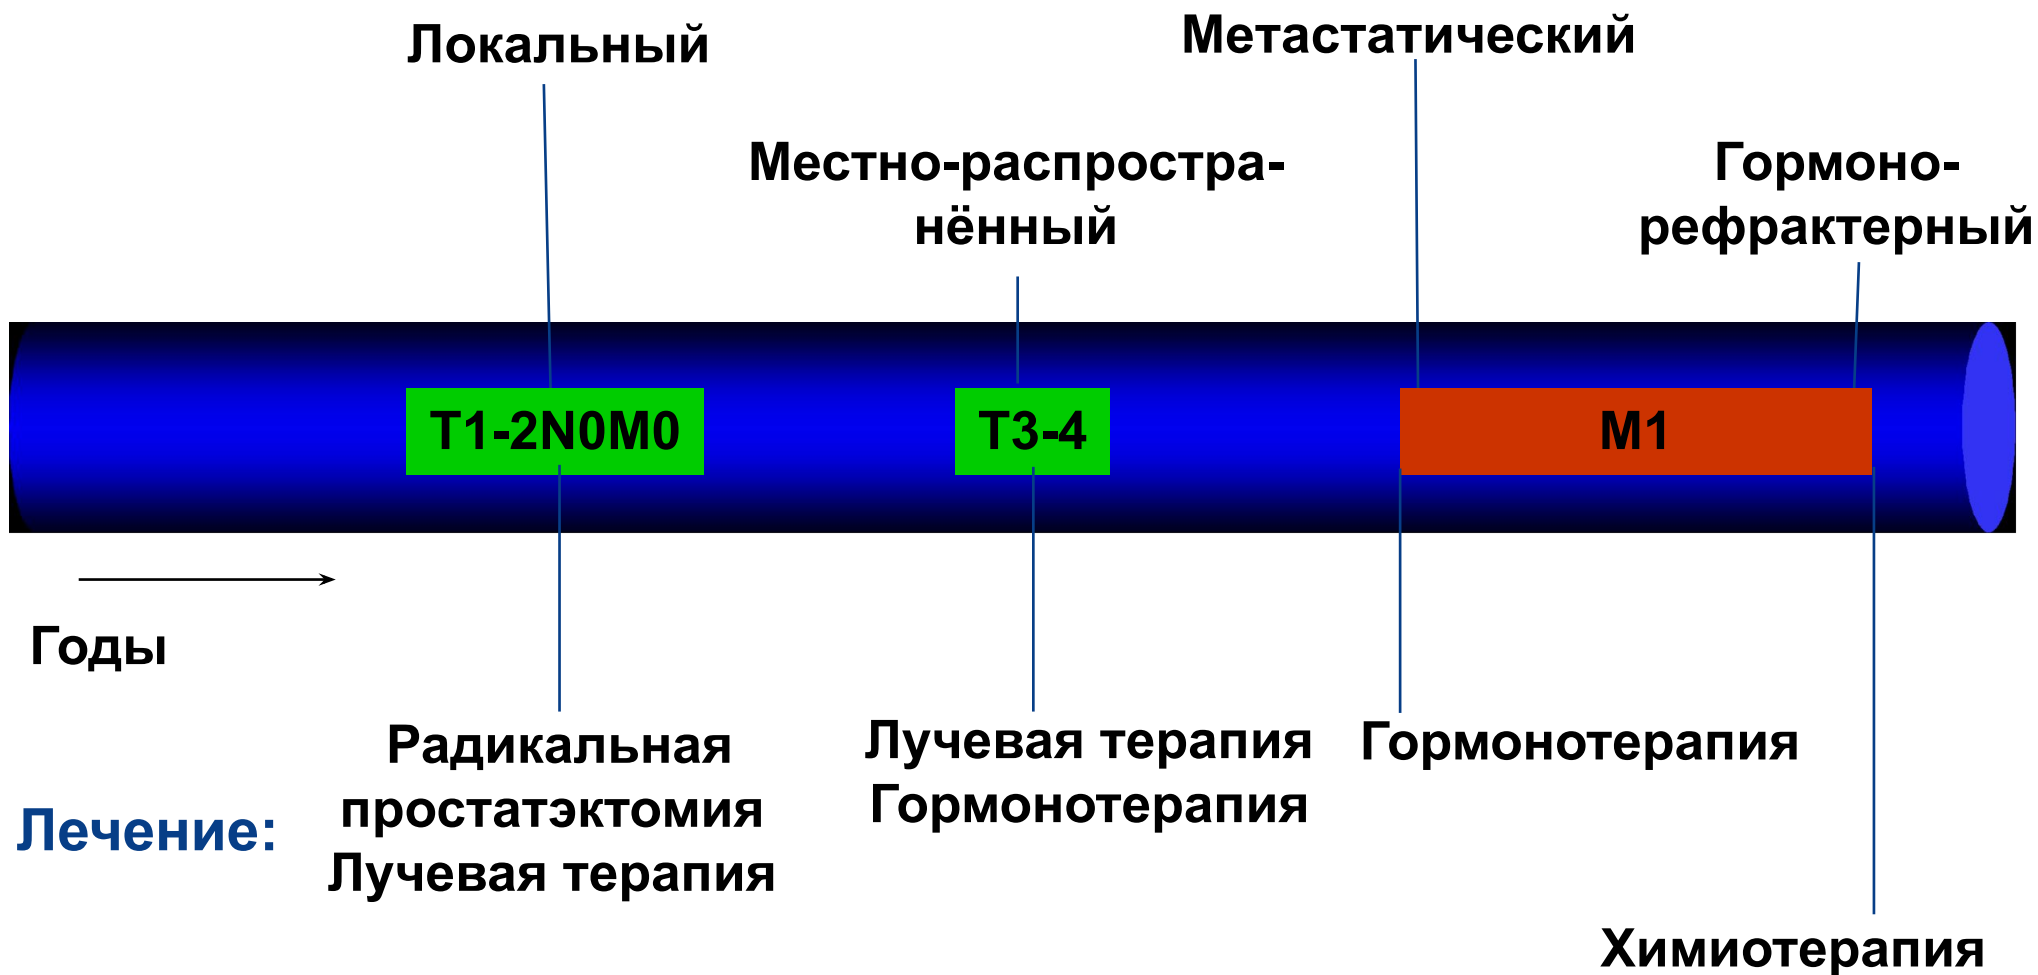 Локальный
Метастатический
Местно-распростра-
нённый
Гормоно-
рефрактерный
T1-2N0M0
T3-4
M1
Годы
Лечение:
Радикальная
простатэктомия
Лучевая терапия
Лучевая терапия
Гормонотерапия
Гормонотерапия
Химиотерапия